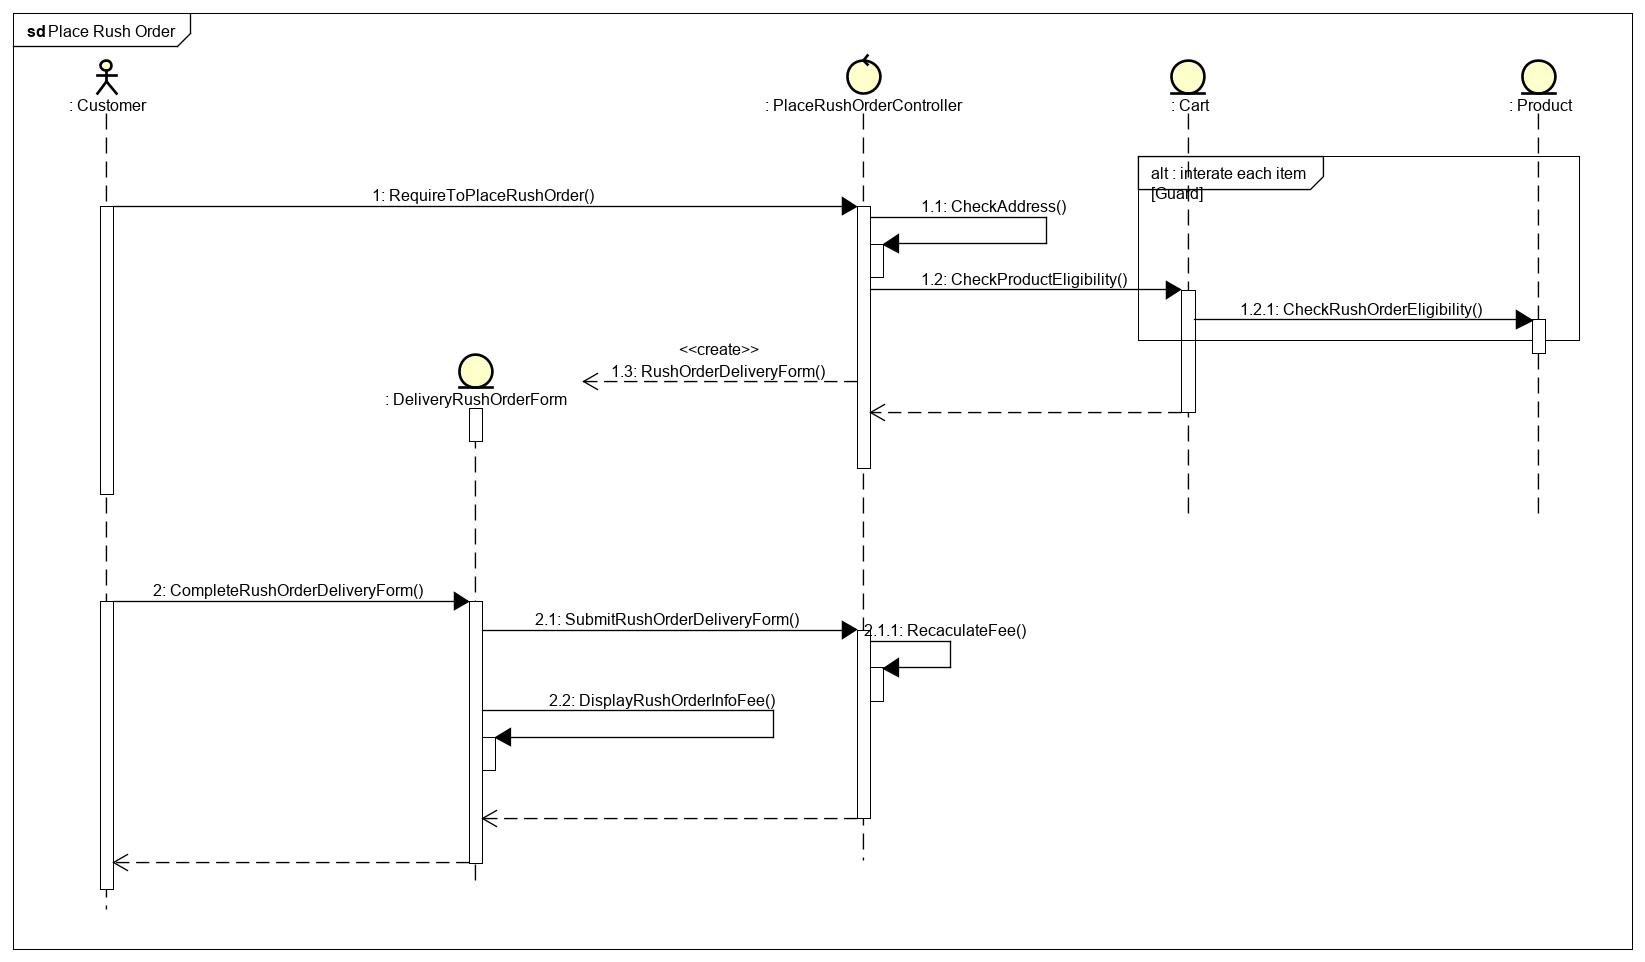 sd Place Rush Order
: Customer
: PlaceRushOrderController
: Cart
: Product
alt : interate each item
[Guard]
1: RequireToPlaceRushOrder()
1.1: CheckAddress()
1.2: CheckProductEligibility()
1.2.1: CheckRushOrderEligibility()
<<create>>
1.3: RushOrderDeliveryForm()
: DeliveryRushOrderForm
2: CompleteRushOrderDeliveryForm()
2.1: SubmitRushOrderDeliveryForm()
2.1.1: RecaculateFee()
2.2: DisplayRushOrderInfoFee()